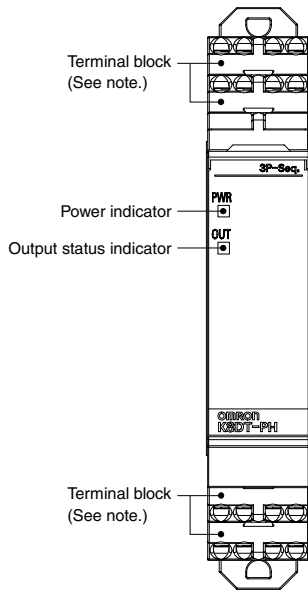 Terminal block
(See note.)
3P-Seq.
PWR
Power indicator
OUT
Output status indicator
OMRON
K8DT-PH
Terminal block
(See note.)